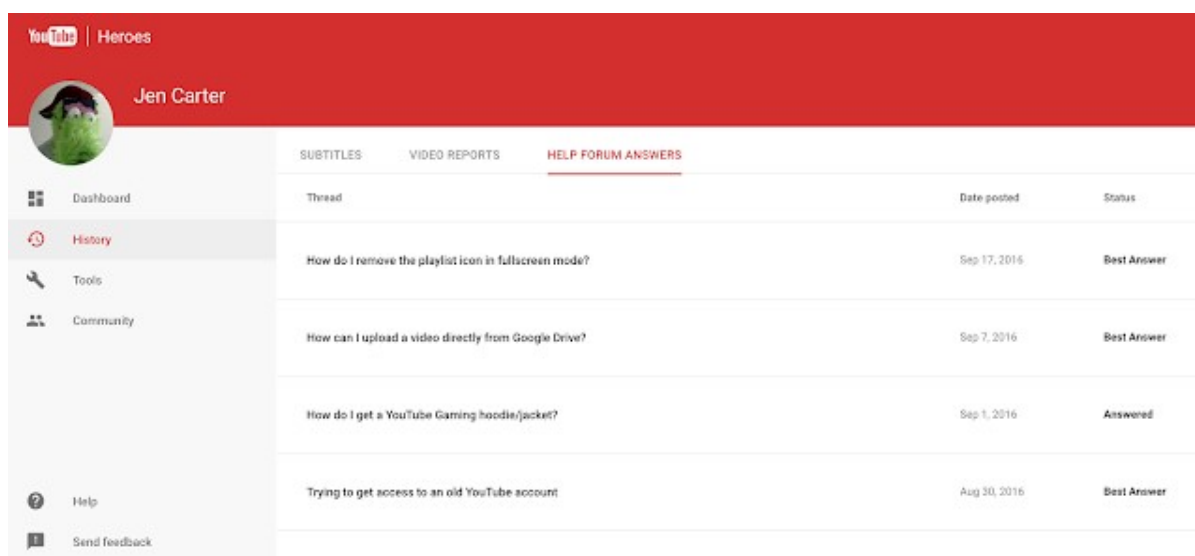 YouTube | Heroes
Jen Carter
SUBTITLES VIDEO REPORTS HELP FORUM ANSWERS
Dashboard
Thread Date posted Status
History
How do I remove the playlist icon in fullscreen mode? Sep 17, 2016 Best Answer
Tools
Community
How can I upload a video directly from Google Drive? Sep 7, 2016 Best Answer
How do I get a YouTube Gaming hoodie/jacket? Sep 1, 2016 Answered
Trying to get access to an old YouTube account Aug 30, 2016 Best Answer
Help
Send feedback